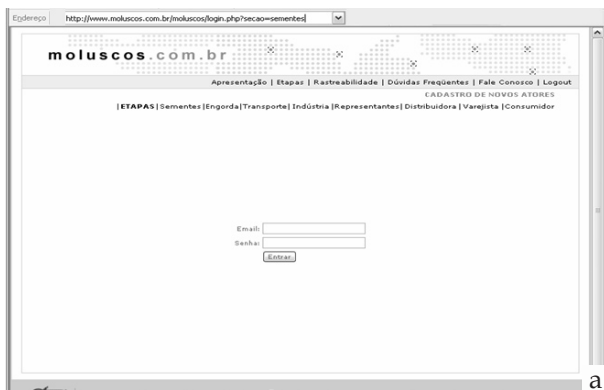 Endereço http://www.moluscos.com.br/moluscos/login.php?secao=sementes
moluscos.com.br
Apresentação | Etapas | Rastreabilidade | Dúvidas Freqüentes | Fale Conosco | Logout
CADASTRO DE NOVOS ATORES
|ETAPAS|Sementes|Engorda|Transporte| Indústria |Representantes| Distribuidora | Varejista |Consumidor
Email:
Senha:
Entrar
a